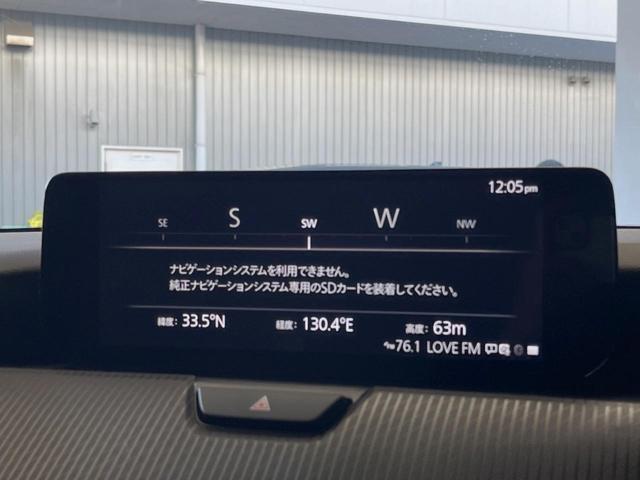 12:05pm
SE S SW W NW
ナビゲーションシステムを利用できません。
純正ナビゲーションシステム専用のSDカードを装着してください。
緯度: 33.5°N 経度: 130.4°E 高度: 63m
76.1 LOVE FM